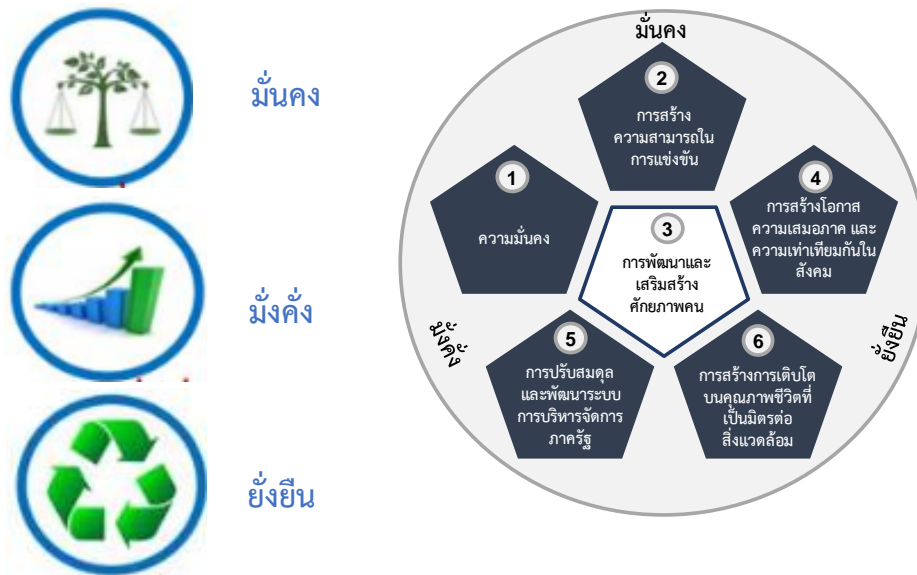 มั่นคง
มั่งคั่ง
ยั่งยืน
มั่นคง
2
การสร้าง
ความสามารถใน
การแข่งขัน
1
ความมั่นคง
4
การสร้างโอกาส
ความเสมอภาค และ
ความเท่าเทียมกันใน
สังคม
3
การพัฒนาและ
เสริมสร้าง
ศักยภาพคน
มั่งคั่ง
ยั่งยืน
5
การปรับสมดุล
และพัฒนาระบบ
การบริหารจัดการ
ภาครัฐ
6
การสร้างการเติบโต
บนคุณภาพชีวิตที่
เป็นมิตรต่อ
สิ่งแวดล้อม